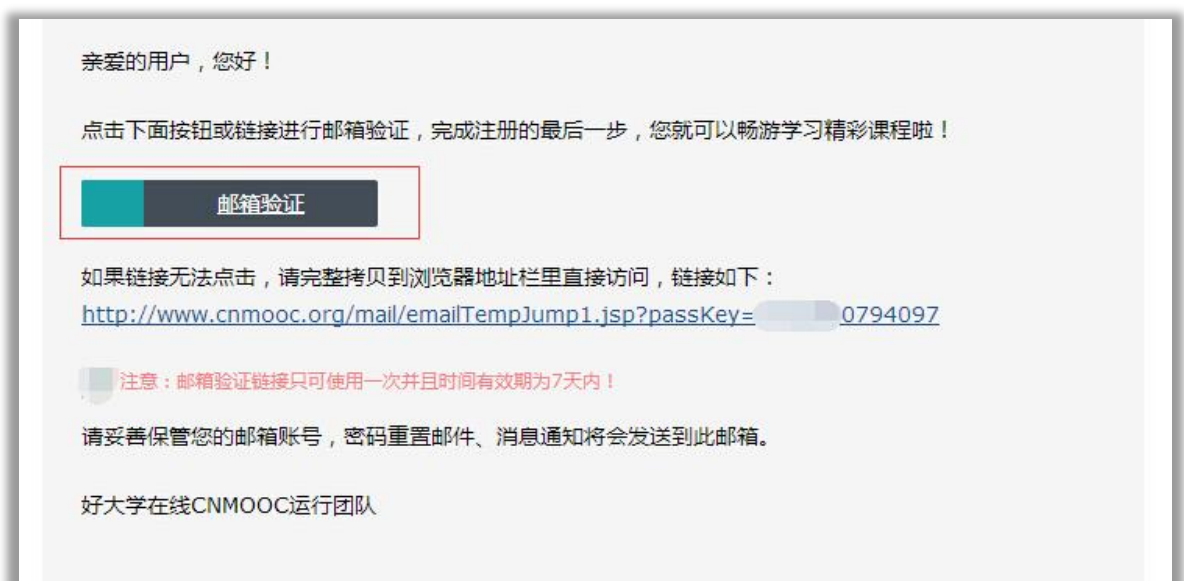 亲爱的用户，您好！
点击下面按钮或链接进行邮箱验证，完成注册的最后一步，您就可以畅游学习精彩课程啦！
邮箱验证
如果链接无法点击，请完整拷贝到浏览器地址栏里直接访问，链接如下：
http://www.cnmooc.org/mail/emailTempJump1.jsp?passKey= 0794097
注意：邮箱验证链接只可使用一次并且时间有效期为7天内！
请妥善保管您的邮箱账号，密码重置邮件、消息通知将会发送到此邮箱。
好大学在线CNMOOC运行团队